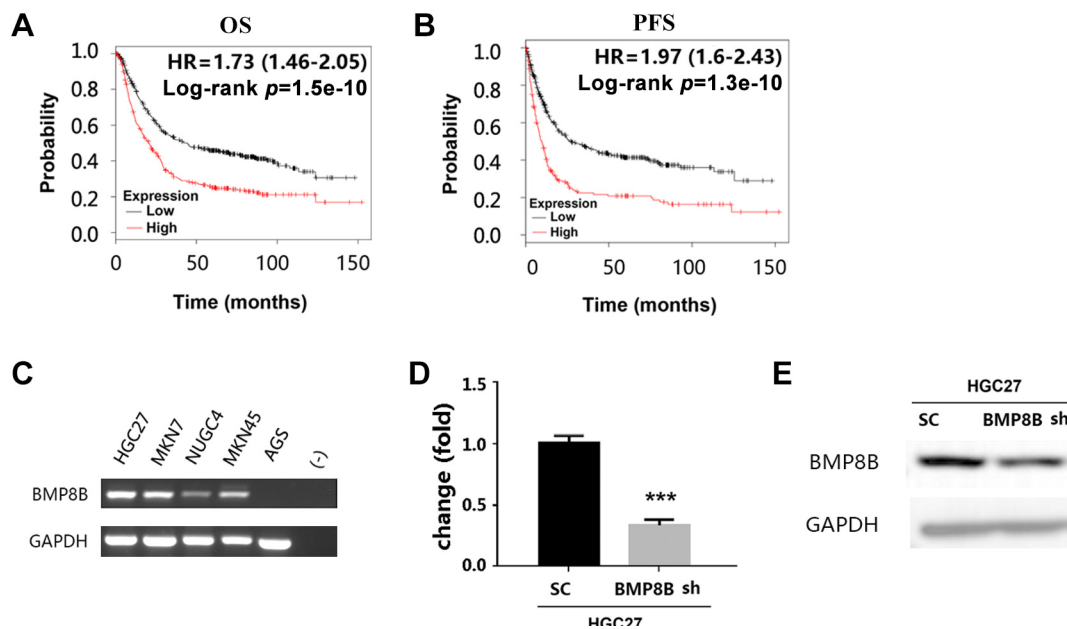 A
OS
HR=1.73 (1.46-2.05)
Log-rank p=1.5e-10
Probability
1.0
0.8
0.6
0.4
0.2
0.0
Expression
Low
High
0 50 100 150
Time (months)
B
PFS
HR=1.97 (1.6-2.43)
Log-rank p=1.3e-10
Probability
1.0
0.8
0.6
0.4
0.2
0.0
Expression
Low
High
0 50 100 150
Time (months)
C
HGC27 MKN7 NUGC4 MKN45 AGS (-)
BMP8B
GAPDH
D
change (fold)
1.5
1.0
0.5
0.0
***
SC BMP8B sh
HGC27
E
HGC27
SC BMP8B sh
BMP8B
GAPDH